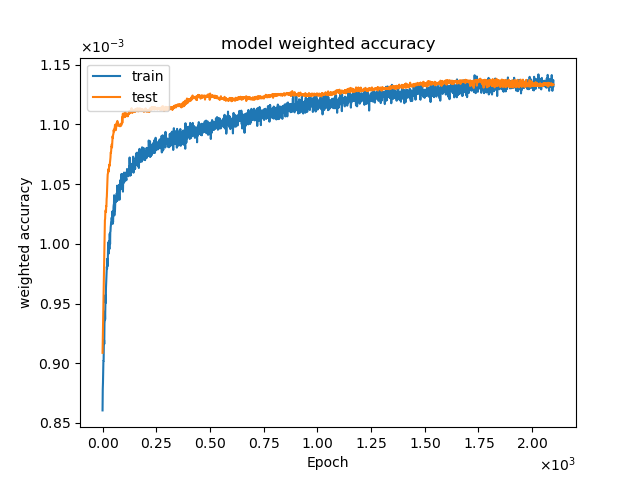 model weighted accuracy
×10⁻³
1.15
1.10
1.05
1.00
0.95
0.90
0.85
weighted accuracy
train
test
0.00 0.25 0.50 0.75 1.00 1.25 1.50 1.75 2.00
Epoch
×10³